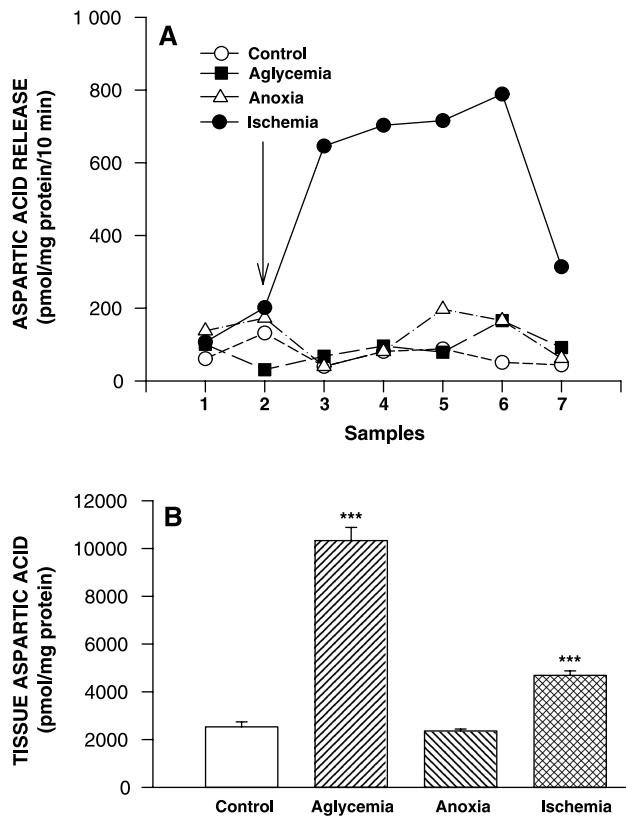 A
Control
Aglycemia
Anoxia
Ischemia
ASPARTIC ACID RELEASE
(pmol/mg protein/10 min)
1 000
800
600
400
200
0
1 2 3 4 5 6 7
Samples
B
TISSUE ASPARTIC ACID
(pmol/mg protein)
12000
10000
8000
6000
4000
2000
0
***
***
Control Aglycemia Anoxia Ischemia